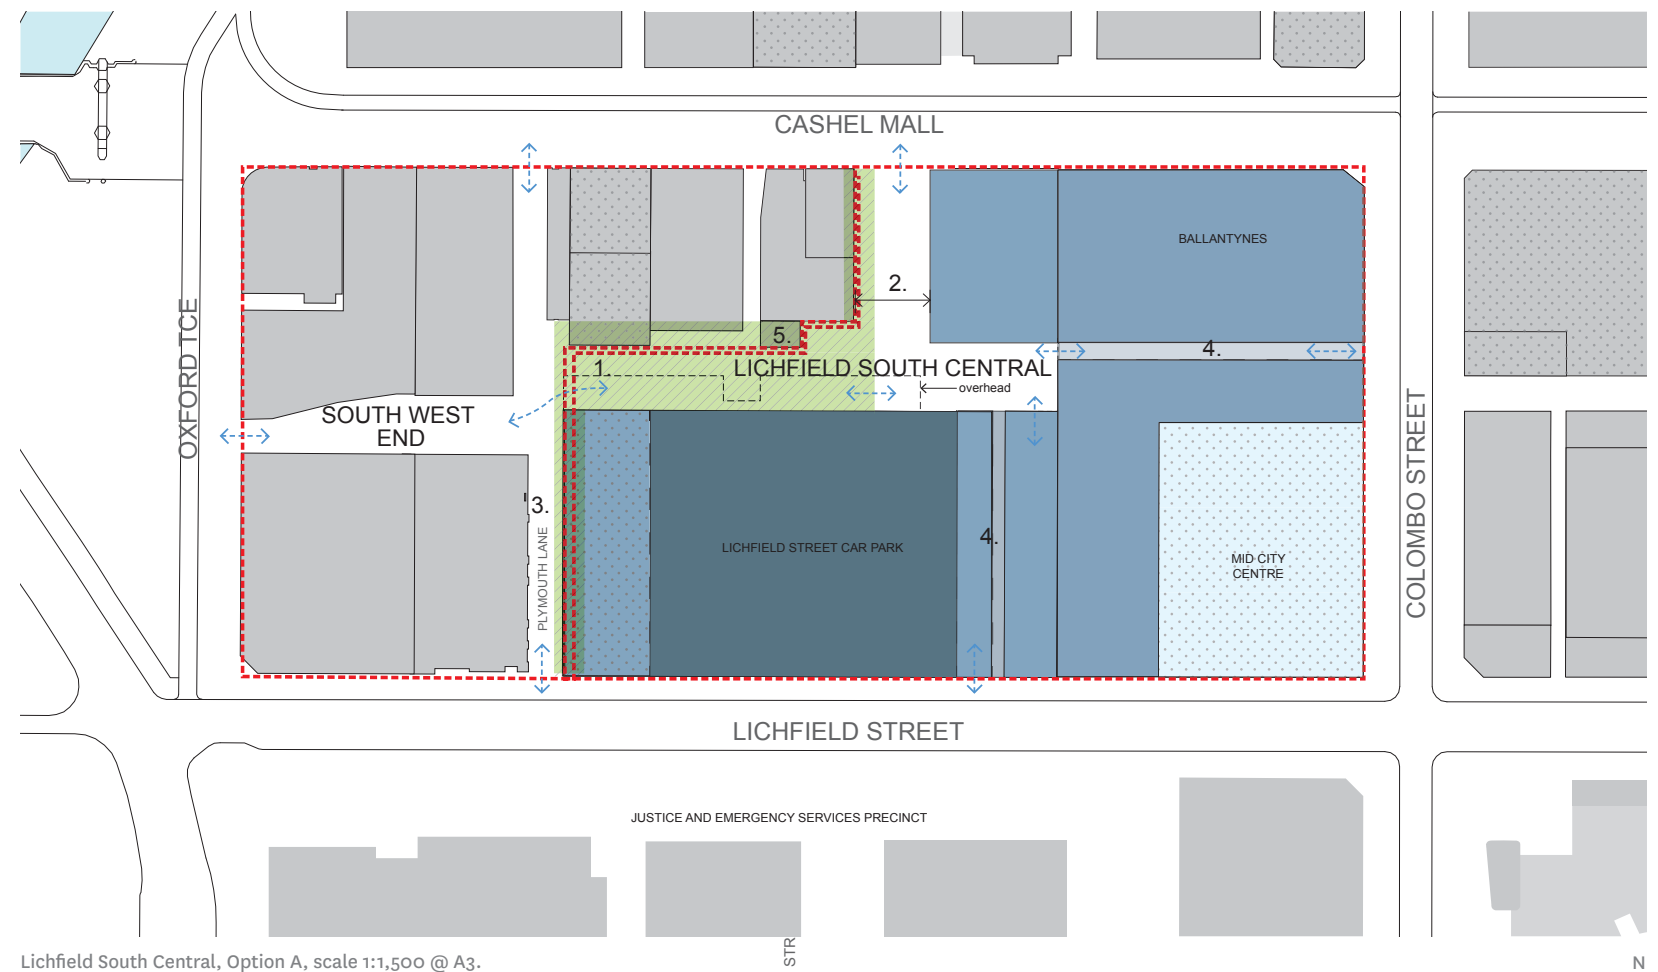 CASHEL MALL
BALLANTYNES
2.
OXFORD TCE
5.
4.
1.
LICHFIELD SOUTH CENTRAL
overhead
SOUTH WEST
END
COLOMBO STREET
3.
PLYMOUTH LANE
LICHFIELD STREET CAR PARK
4.
MID CITY
CENTRE
LICHFIELD STREET
JUSTICE AND EMERGENCY SERVICES PRECINCT
STR
Lichfield South Central, Option A, scale 1:1,500 @ A3.
N